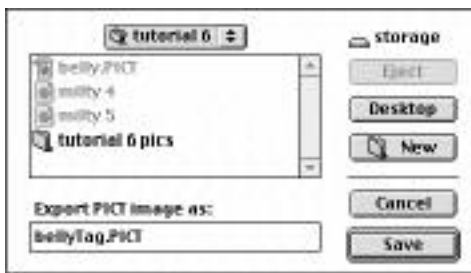 tutorial 6
storage
belly.PICT
milty 4
milty 5
tutorial 6 pics
Eject
Desktop
New
Export PICT image as:
bellyTag.PICT
Cancel
Save